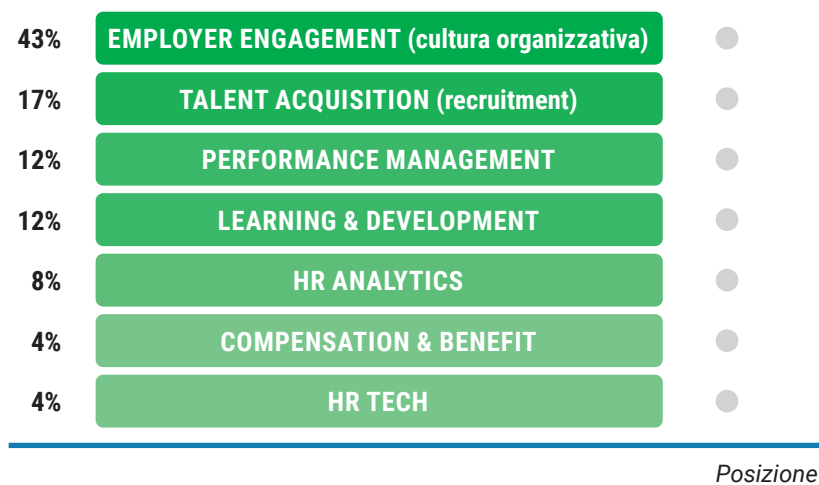 43% EMPLOYER ENGAGEMENT (cultura organizzativa)
17% TALENT ACQUISITION (recruitment)
12% PERFORMANCE MANAGEMENT
12% LEARNING & DEVELOPMENT
8% HR ANALYTICS
4% COMPENSATION & BENEFIT
4% HR TECH
Posizione